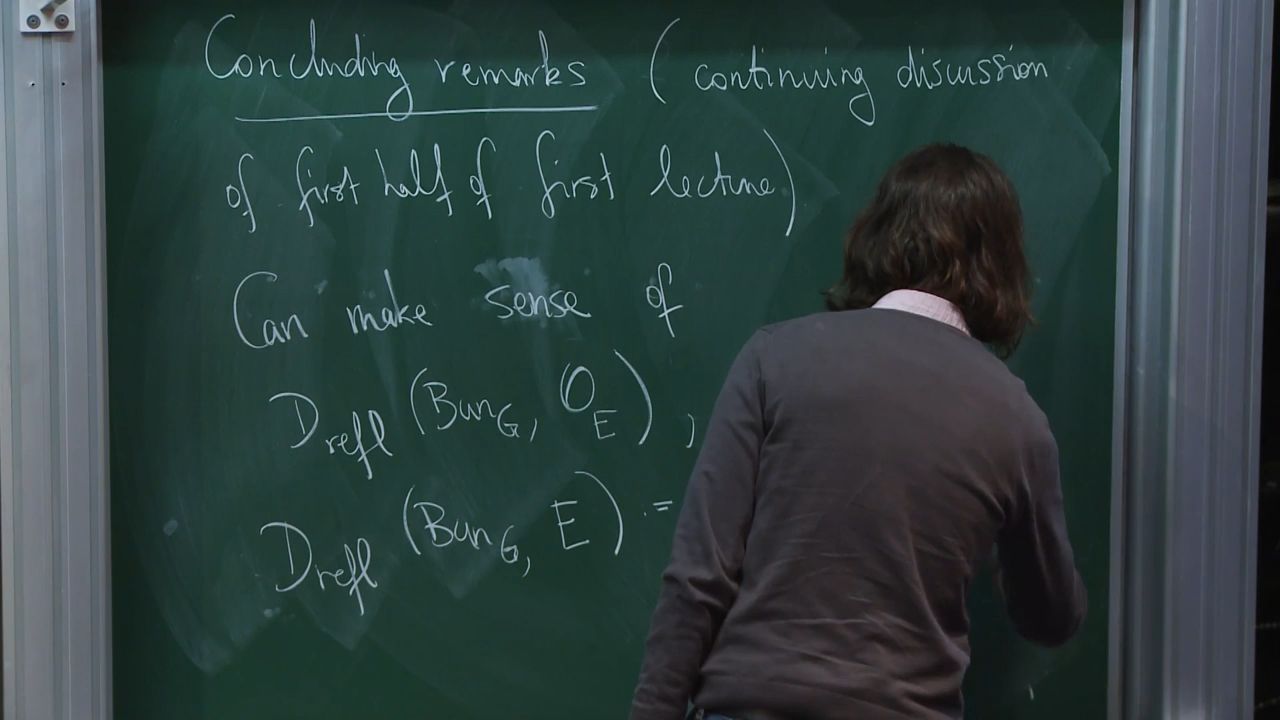 Concluding remarks (continuing discussion
of first half of first lecture)
Can make sense of
D_refl (Bun_G, O_E) ,
D_refl (Bun_G, E) :=